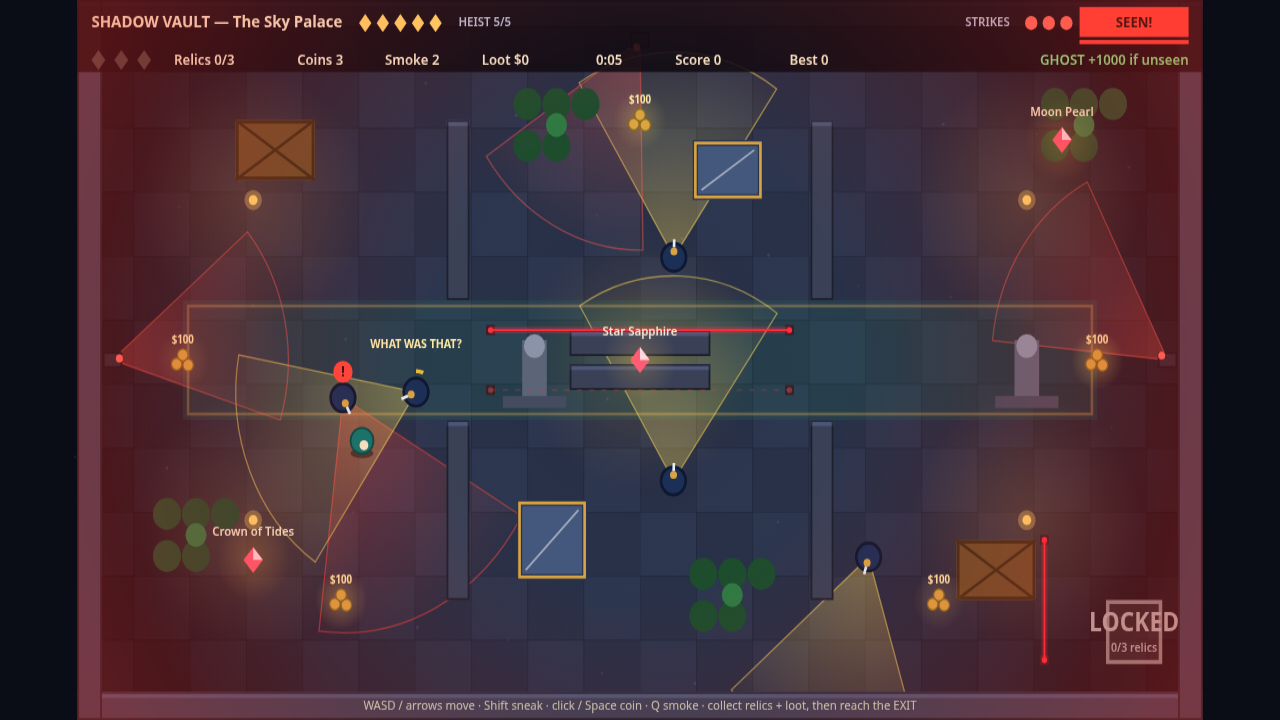 SHADOW VAULT — The Sky Palace
HEIST 5/5
STRIKES
SEEN!
Relics 0/3
Coins 3
Smoke 2
Loot $0
0:05
Score 0
Best 0
GHOST +1000 if unseen
$100
Moon Pearl
$100
WHAT WAS THAT?
Star Sapphire
$100
!
Crown of Tides
$100
$100
LOCKED
0/3 relics
WASD / arrows move · Shift sneak · click / Space coin · Q smoke · collect relics + loot, then reach the EXIT